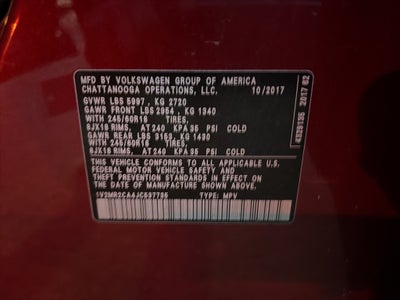 MFD BY VOLKSWAGEN GROUP OF AMERICA
CHATTANOOGA OPERATIONS, LLC. 10/2017
GVWR LBS 5997 , KG 2720
GAWR FRONT LBS 2954 , KG 1340
WITH 245/60R18 TIRES,
8JX18 RIMS, AT 240 KPA 35 PSI COLD
GAWR REAR LBS 3153, KG 1430
WITH 245/60R18 TIRES,
8JX18 RIMS, AT 240 KPA 35 PSI COLD
THIS VEHICLE CONFORMS TO ALL APPLICABLE U.S.
FEDERAL MOTOR VEHICLE SAFETY AND
THEFT PREVENTION STANDARDS IN EFFECT ON
THE DATE OF MANUFACTURE SHOWN ABOVE.
1V2MR2CA4JC537785 TYPE: MPV
4329135 2017 62